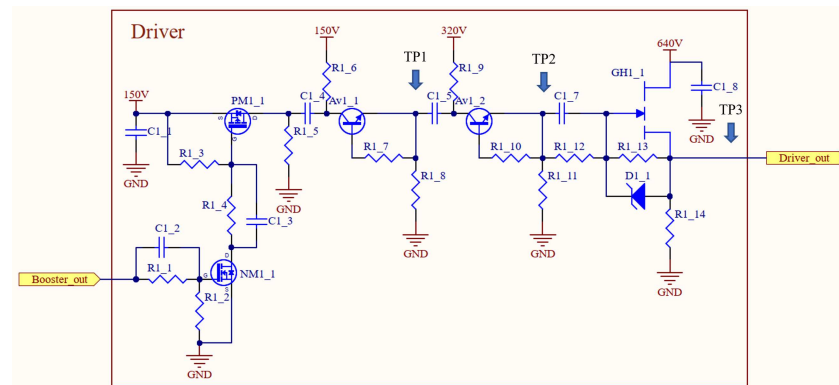 Driver
150V
320V
640V
TP1
TP2
TP3
R1_6
R1_9
GH1_1
C1_8
GND
150V
PM1_1
S
D
G
C1_4
Av1_1
C1_5
Av1_2
C1_7
C1_1
GND
R1_5
R1_3
R1_7
R1_10
R1_12
R1_13
Driver_out
GND
R1_4
C1_3
R1_8
R1_11
D1_1
R1_14
GND
GND
GND
C1_2
D
Booster_out
R1_1
G
NM1_1
S
R1_2
GND
GND